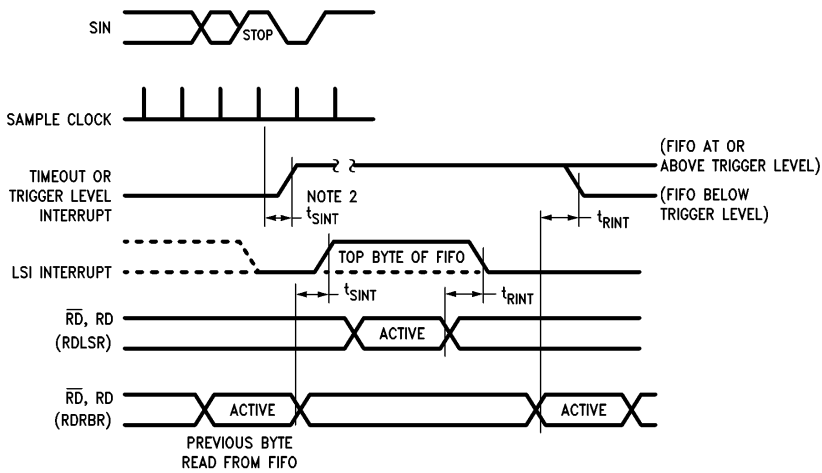 SIN
STOP
SAMPLE CLOCK
TIMEOUT OR
TRIGGER LEVEL
INTERRUPT
NOTE 2
tSINT
(FIFO AT OR
ABOVE TRIGGER LEVEL)
(FIFO BELOW
TRIGGER LEVEL)
tRINT
LSI INTERRUPT
TOP BYTE OF FIFO
tSINT
tRINT
R̅D̅, RD
(RDLSR)
ACTIVE
R̅D̅, RD
(RDRBR)
ACTIVE
ACTIVE
PREVIOUS BYTE
READ FROM FIFO